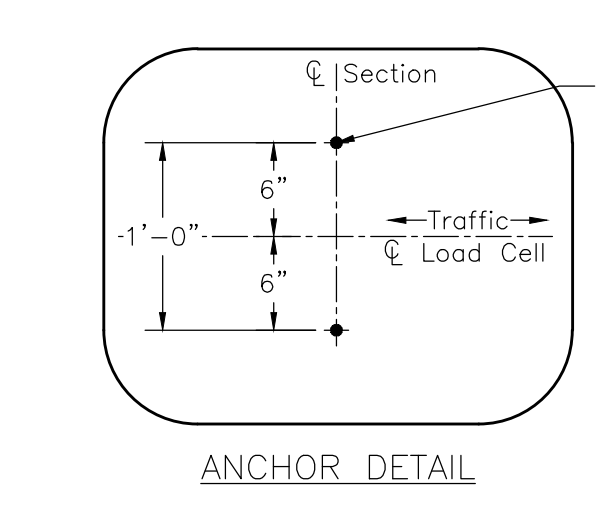 ℄ Section
6”
Traffic
1’-0”
℄ Load Cell
6”
ANCHOR DETAIL